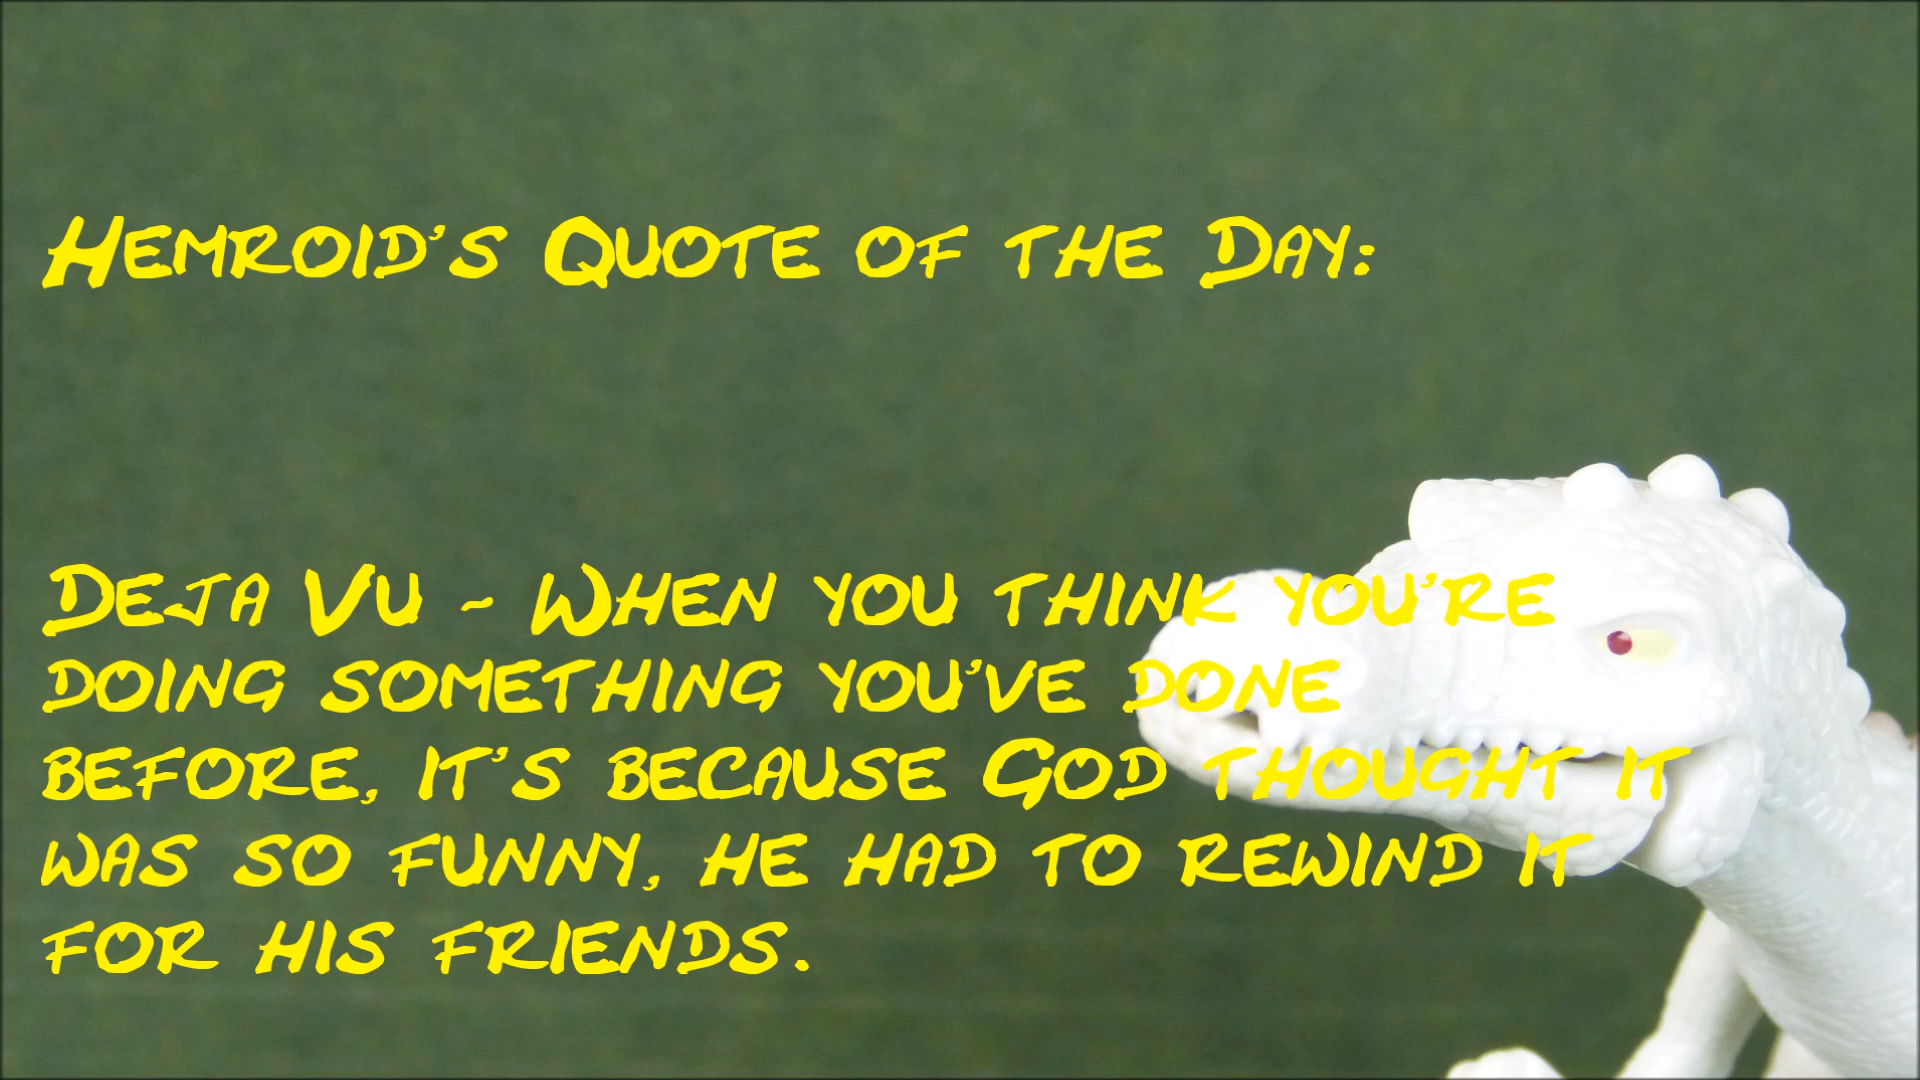 Hemroid's Quote of the Day:
Deja Vu - When you think you're
doing something you've done
before, it's because God thought it
was so funny, he had to rewind it
for his friends.